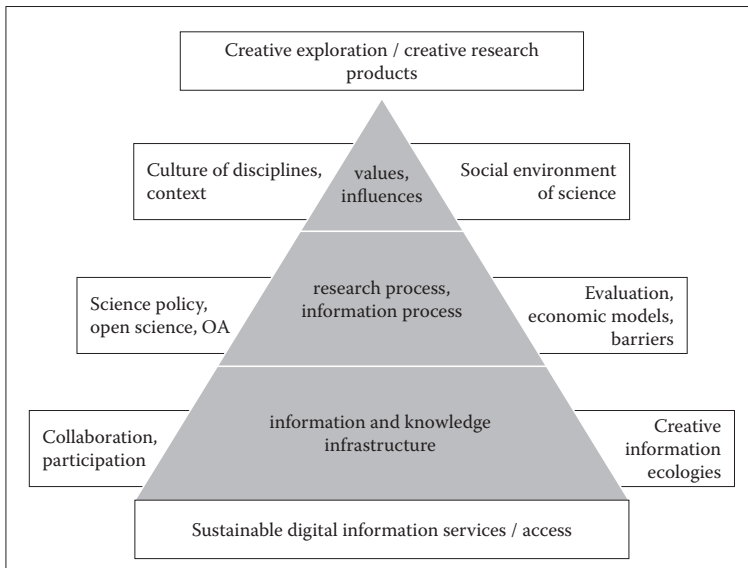 Creative exploration / creative research
products
Culture of disciplines,
context
values,
influences
Social environment
of science
Science policy,
open science, OA
research process,
information process
Evaluation,
economic models,
barriers
Collaboration,
participation
information and knowledge
infrastructure
Creative
information
ecologies
Sustainable digital information services / access